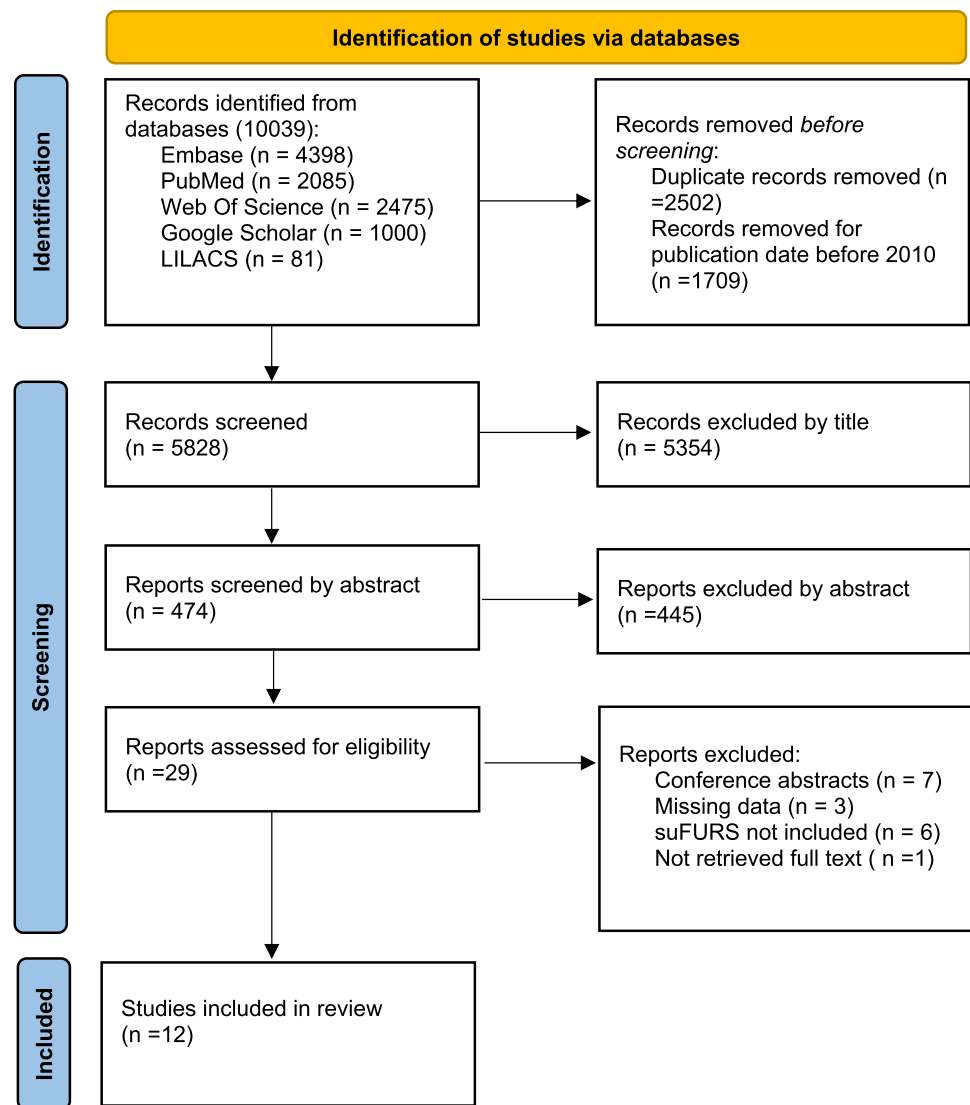 Identification of studies via databases
Identification
Records identified from
databases (10039):
Embase (n = 4398)
PubMed (n = 2085)
Web Of Science (n = 2475)
Google Scholar (n = 1000)
LILACS (n = 81)
Records removed before
screening:
Duplicate records removed (n
=2502)
Records removed for
publication date before 2010
(n =1709)
Screening
Records screened
(n = 5828)
Records excluded by title
(n = 5354)
Reports screened by abstract
(n = 474)
Reports excluded by abstract
(n =445)
Reports assessed for eligibility
(n =29)
Reports excluded:
Conference abstracts (n = 7)
Missing data (n = 3)
suFURS not included (n = 6)
Not retrieved full text ( n =1)
Included
Studies included in review
(n =12)